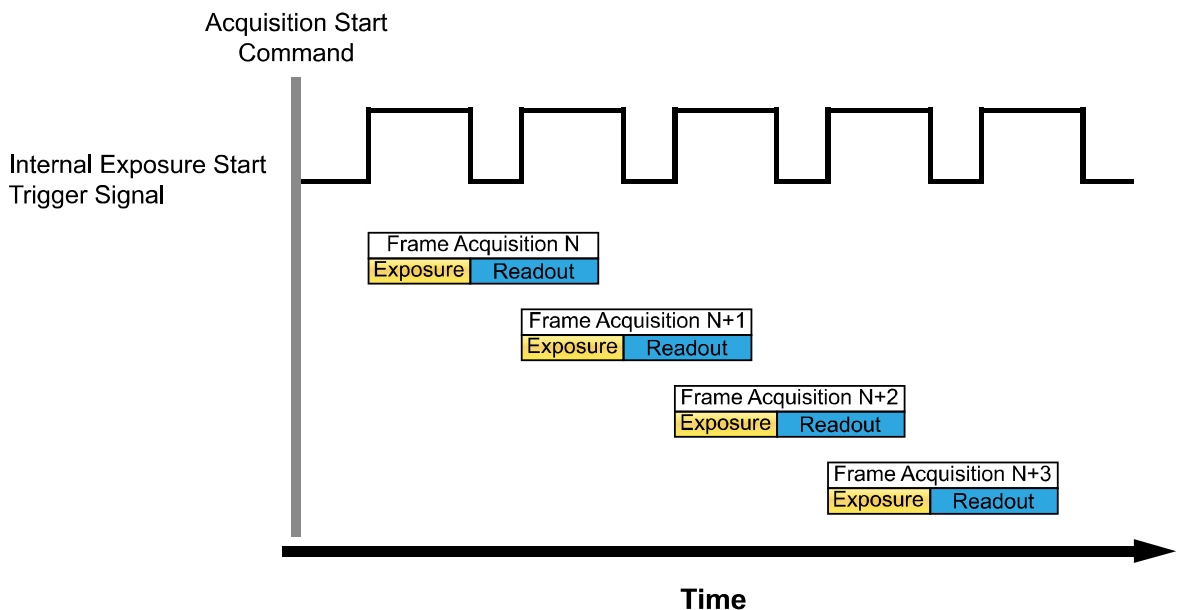 Acquisition Start
Command
Internal Exposure Start
Trigger Signal
Frame Acquisition N
Exposure Readout
Frame Acquisition N+1
Exposure Readout
Frame Acquisition N+2
Exposure Readout
Frame Acquisition N+3
Exposure Readout
Time